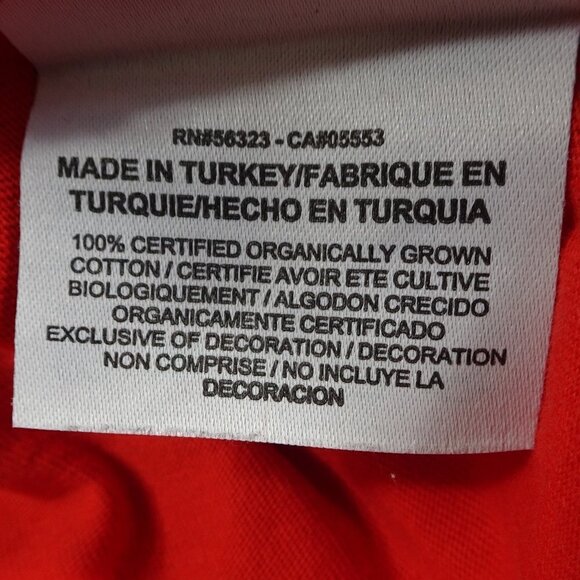 RN#56323 - CA#05553
MADE IN TURKEY/FABRIQUE EN
TURQUIE/HECHO EN TURQUIA
100% CERTIFIED ORGANICALLY GROWN
COTTON / CERTIFIE AVOIR ETE CULTIVE
BIOLOGIQUEMENT / ALGODON CRECIDO
ORGANICAMENTE CERTIFICADO
EXCLUSIVE OF DECORATION / DECORATION
NON COMPRISE / NO INCLUYE LA
DECORACION